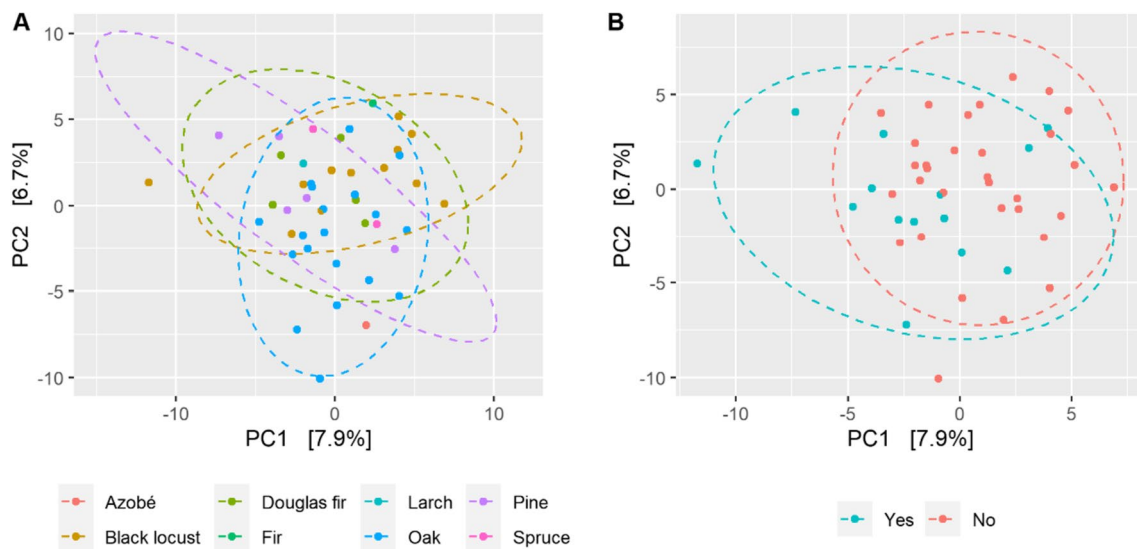 A
10
5
0
-5
-10
PC2 [6.7%]
-10
0
10
PC1 [7.9%]
B
5
0
-5
-10
PC2 [6.7%]
-10
-5
0
5
PC1 [7.9%]
Azobé
Douglas fir
Larch
Pine
Black locust
Fir
Oak
Spruce
Yes
No